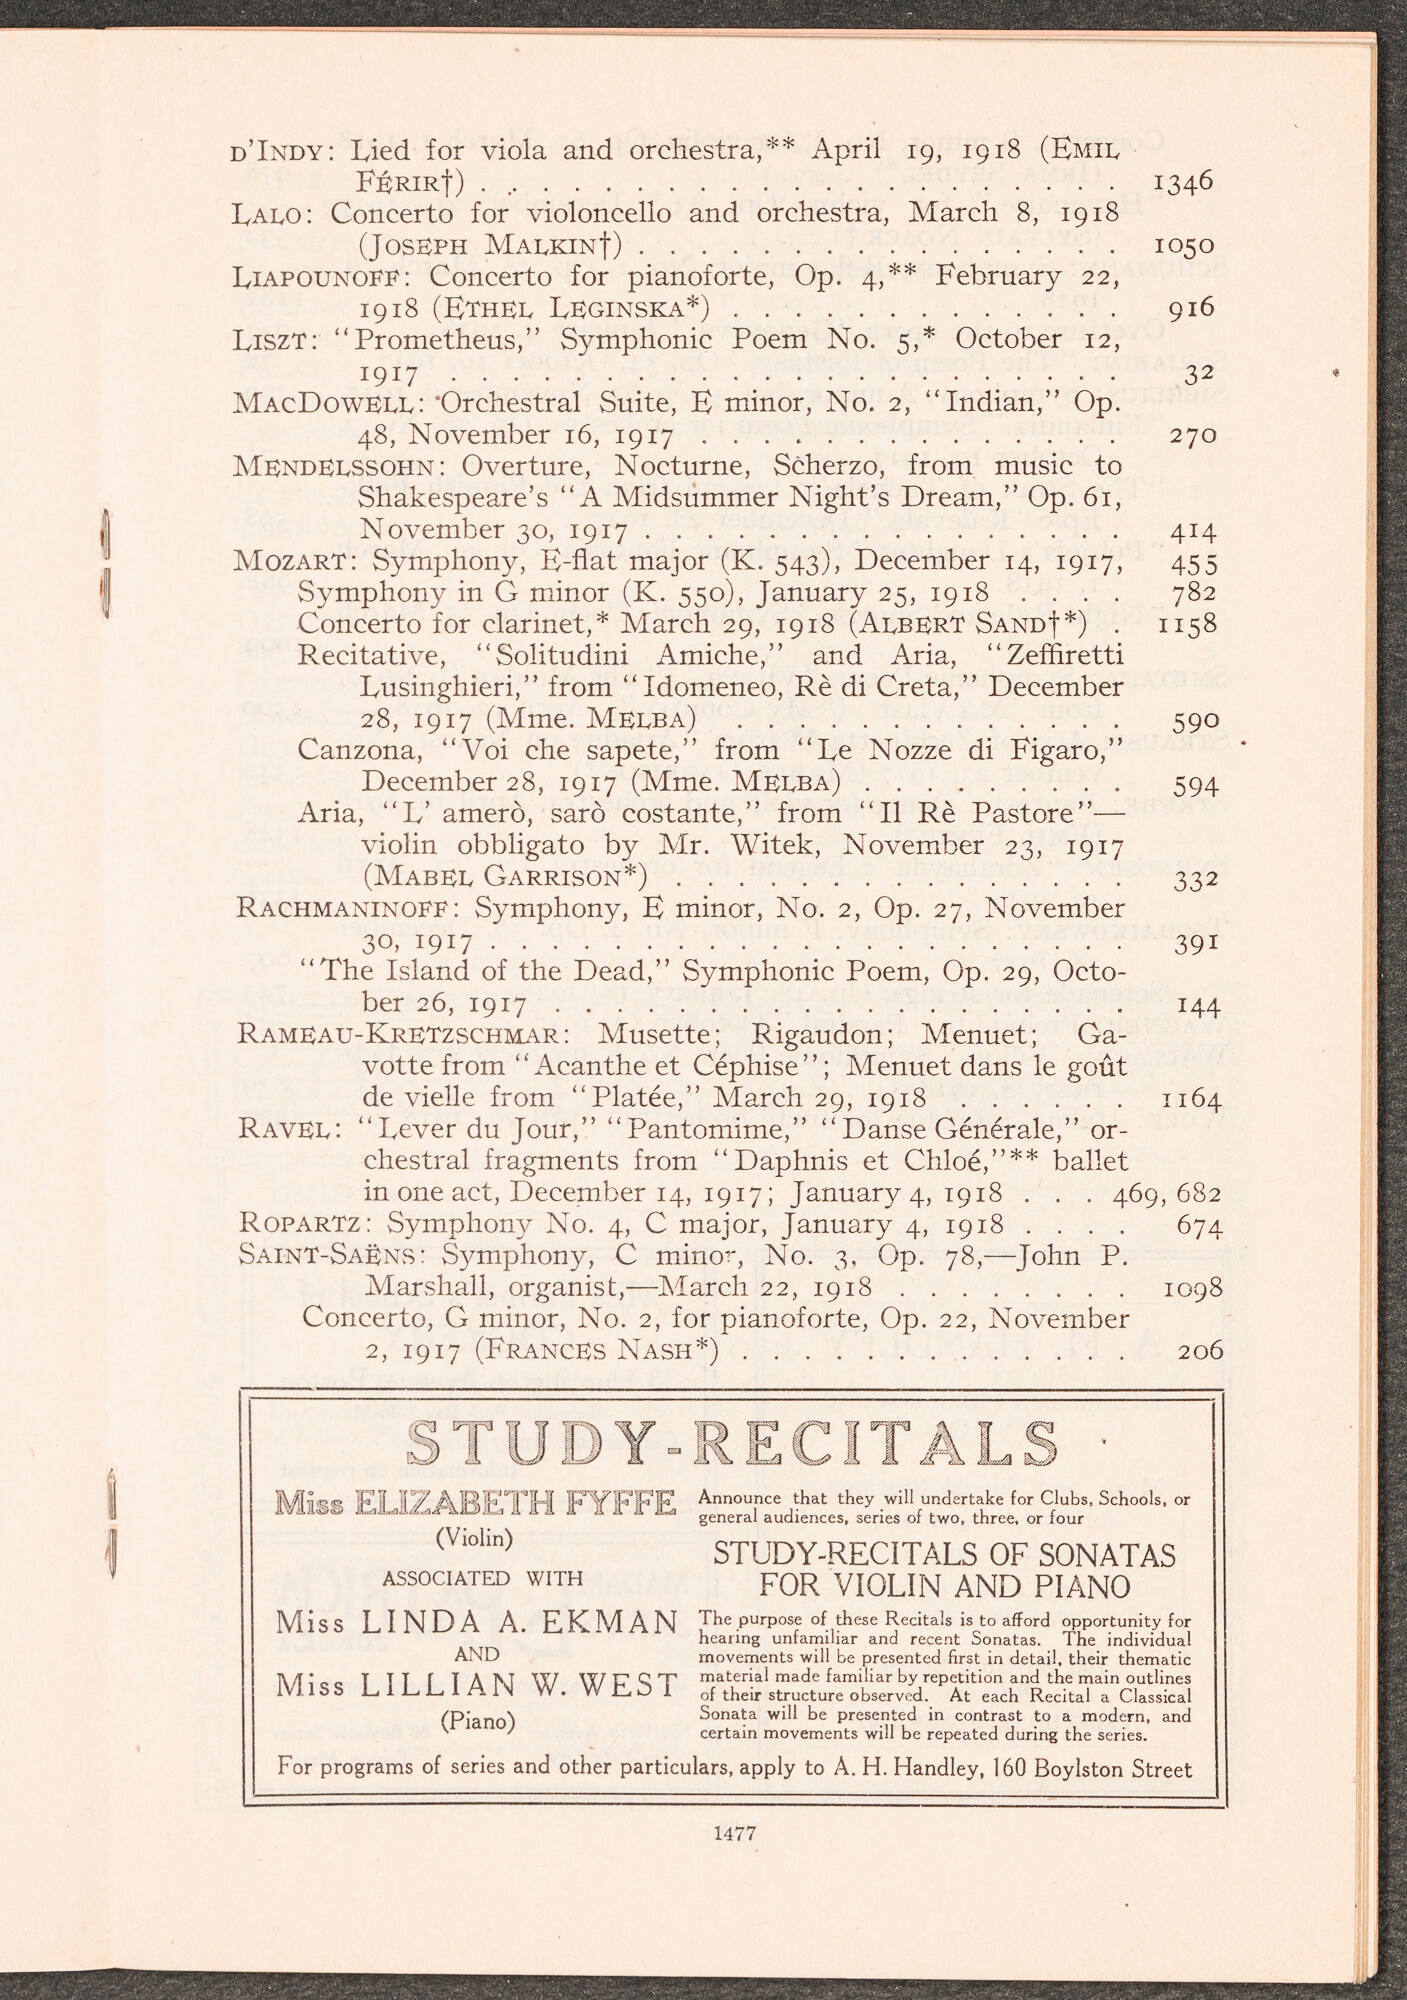 D'INDY: Lied for viola and orchestra,** April 19, 1918 (EMIL
FÉRIR†) . . . . . . . . . . . . . . . . . . . . . 1346
LALO: Concerto for violoncello and orchestra, March 8, 1918
(JOSEPH MALKIN†) . . . . . . . . . . . . . . . . 1050
LIAPOUNOFF: Concerto for pianoforte, Op. 4,** February 22,
1918 (ETHEL LEGINSKA*) . . . . . . . . . . . . . 916
LISZT: "Prometheus," Symphonic Poem No. 5,* October 12,
1917 . . . . . . . . . . . . . . . . . . . . . . 32
MACDOWELL: Orchestral Suite, E minor, No. 2, "Indian," Op.
48, November 16, 1917 . . . . . . . . . . . . . . 270
MENDELSSOHN: Overture, Nocturne, Scherzo, from music to
Shakespeare's "A Midsummer Night's Dream," Op. 61,
November 30, 1917 . . . . . . . . . . . . . . . . 414
MOZART: Symphony, E-flat major (K. 543), December 14, 1917, 455
Symphony in G minor (K. 550), January 25, 1918 . . . . 782
Concerto for clarinet,* March 29, 1918 (ALBERT SAND†*) . 1158
Recitative, "Solitudini Amiche," and Aria, "Zeffiretti
Lusinghieri," from "Idomeneo, Rè di Creta," December
28, 1917 (Mme. MELBA) . . . . . . . . . . . . . 590
Canzona, "Voi che sapete," from "Le Nozze di Figaro,"
December 28, 1917 (Mme. MELBA) . . . . . . . . . 594
Aria, "L' amerò, sarò costante," from "Il Rè Pastore"—
violin obbligato by Mr. Witek, November 23, 1917
(MABEL GARRISON*) . . . . . . . . . . . . . . . 332
RACHMANINOFF: Symphony, E minor, No. 2, Op. 27, November
30, 1917 . . . . . . . . . . . . . . . . . . . . . 391
"The Island of the Dead," Symphonic Poem, Op. 29, Octo-
ber 26, 1917 . . . . . . . . . . . . . . . . . . . 144
RAMEAU-KRETZSCHMAR: Musette; Rigaudon; Menuet; Ga-
votte from "Acanthe et Céphise"; Menuet dans le goût
de vielle from "Platée," March 29, 1918 . . . . . . 1164
RAVEL: "Lever du Jour," "Pantomime," "Danse Générale," or-
chestral fragments from "Daphnis et Chloé,"** ballet
in one act, December 14, 1917; January 4, 1918 . . . 469, 682
ROPARTZ: Symphony No. 4, C major, January 4, 1918 . . . . 674
SAINT-SAËNS: Symphony, C minor, No. 3, Op. 78,—John P.
Marshall, organist,—March 22, 1918 . . . . . . . . 1098
Concerto, G minor, No. 2, for pianoforte, Op. 22, November
2, 1917 (FRANCES NASH*) . . . . . . . . . . . . . 206
STUDY-RECITALS
Miss ELIZABETH FYFFE
(Violin)
ASSOCIATED WITH
Miss LINDA A. EKMAN
AND
Miss LILLIAN W. WEST
(Piano)
Announce that they will undertake for Clubs, Schools, or
general audiences, series of two, three, or four
STUDY-RECITALS OF SONATAS
FOR VIOLIN AND PIANO
The purpose of these Recitals is to afford opportunity for
hearing unfamiliar and recent Sonatas. The individual
movements will be presented first in detail, their thematic
material made familiar by repetition and the main outlines
of their structure observed. At each Recital a Classical
Sonata will be presented in contrast to a modern, and
certain movements will be repeated during the series.
For programs of series and other particulars, apply to A. H. Handley, 160 Boylston Street
1477